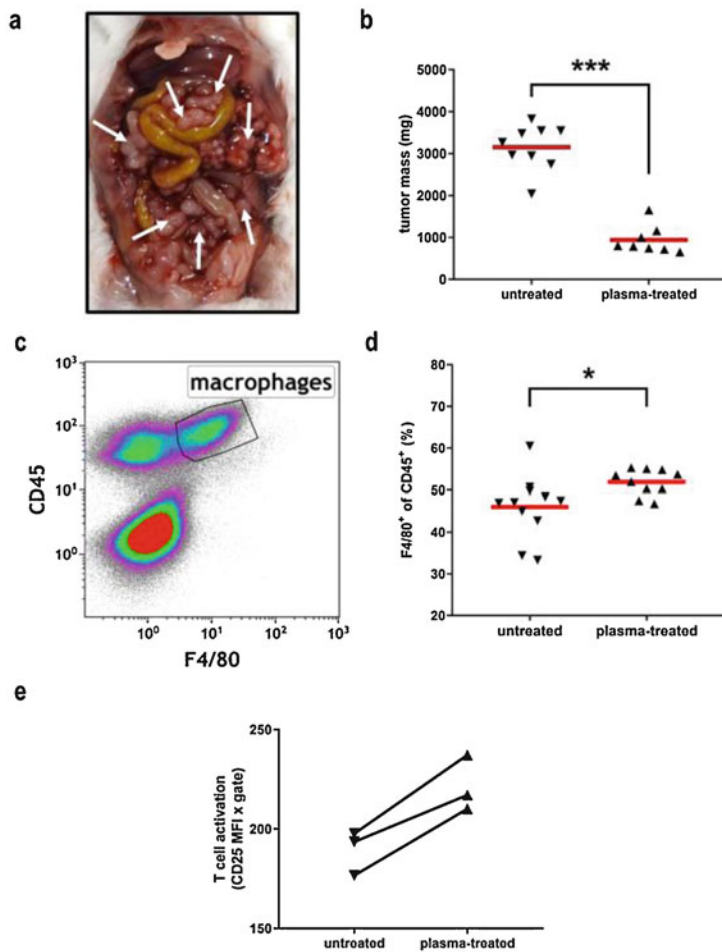 a
b
***
5000
4000
3000
2000
1000
0
tumor mass (mg)
untreated
plasma-treated
c
macrophages
10³
10²
10¹
10⁰
CD45
10⁰
10¹
10²
10³
F4/80
d
*
80
70
60
50
40
30
20
F4/80⁺ of CD45⁺ (%)
untreated
plasma-treated
e
250
200
150
T cell activation
(CD25 MFI x gate)
untroated
plasma-treated